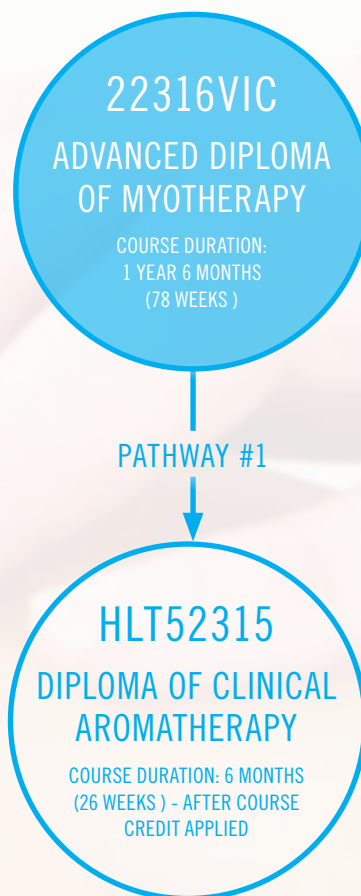 22316VIC
ADVANCED DIPLOMA
OF MYOTHERAPY
COURSE DURATION:
1 YEAR 6 MONTHS
(78 WEEKS )
PATHWAY #1
HLT52315
DIPLOMA OF CLINICAL
AROMATHERAPY
COURSE DURATION: 6 MONTHS
(26 WEEKS ) - AFTER COURSE
CREDIT APPLIED